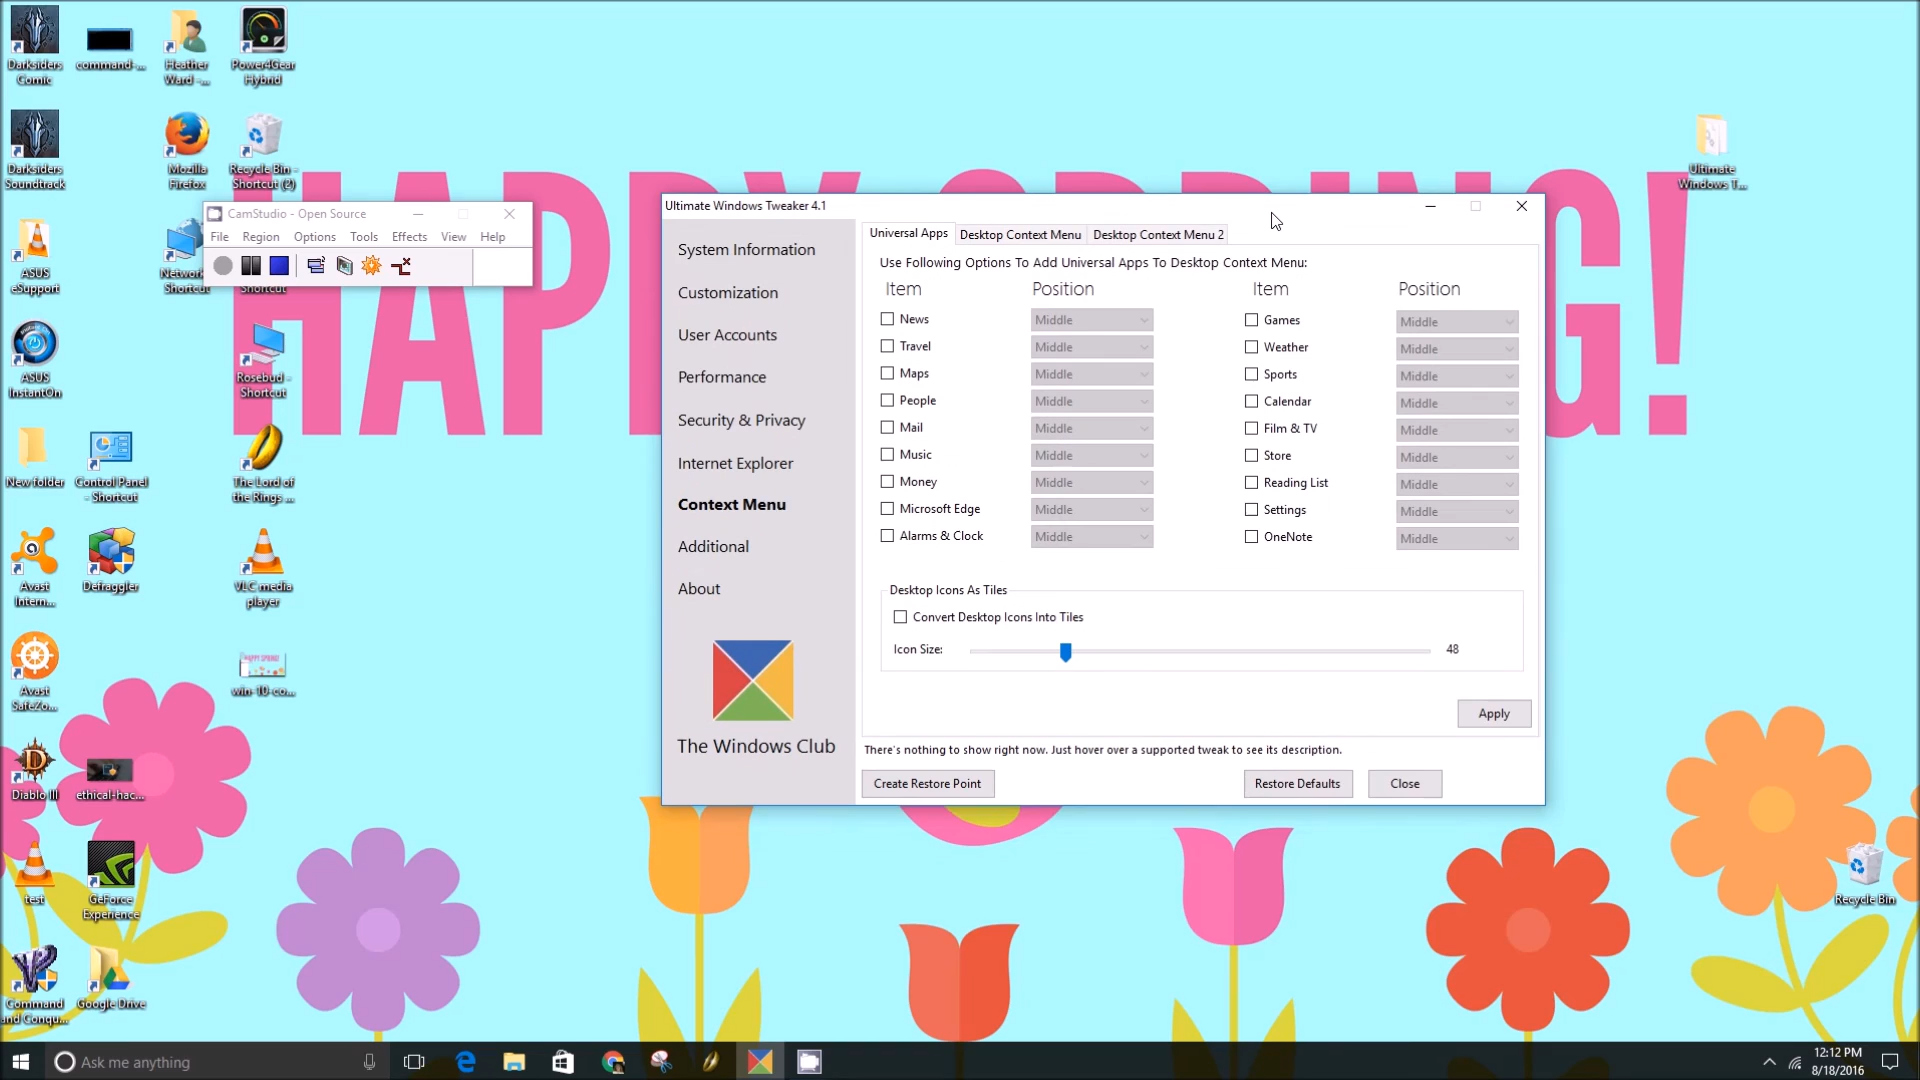 Darksiders
Comic
command-...
Heather
Ward -...
Power4Gear
Hybrid
Darksiders
Soundtrack
Mozilla
Firefox
Recycle Bin -
Shortcut (2)
Ultimate
Windows T...
HAPPY SPRING!
CamStudio - Open Source
File Region Options Tools Effects View Help
ASUS
eSupport
Network
Shortcut
Shortcut
ASUS
InstantOn
Rosebud -
Shortcut
New folder
Control Panel
- Shortcut
The Lord of
the Rings ...
Avast
Intern...
Defraggler
VLC media
player
Avast
SafeZo...
win-10-co...
Diablo III
ethical-hac...
test
GeForce
Experience
Command
and Conqu...
Google Drive
Recycle Bin
Ultimate Windows Tweaker 4.1
System Information
Customization
User Accounts
Performance
Security & Privacy
Internet Explorer
Context Menu
Additional
About
The Windows Club
Universal Apps Desktop Context Menu Desktop Context Menu 2
Use Following Options To Add Universal Apps To Desktop Context Menu:
Item Position Item Position
News Middle Games Middle
Travel Middle Weather Middle
Maps Middle Sports Middle
People Middle Calendar Middle
Mail Middle Film & TV Middle
Music Middle Store Middle
Money Middle Reading List Middle
Microsoft Edge Middle Settings Middle
Alarms & Clock Middle OneNote Middle
Desktop Icons As Tiles
Convert Desktop Icons Into Tiles
Icon Size: 48
Apply
There's nothing to show right now. Just hover over a supported tweak to see its description.
Create Restore Point Restore Defaults Close
Ask me anything
12:12 PM
8/18/2016